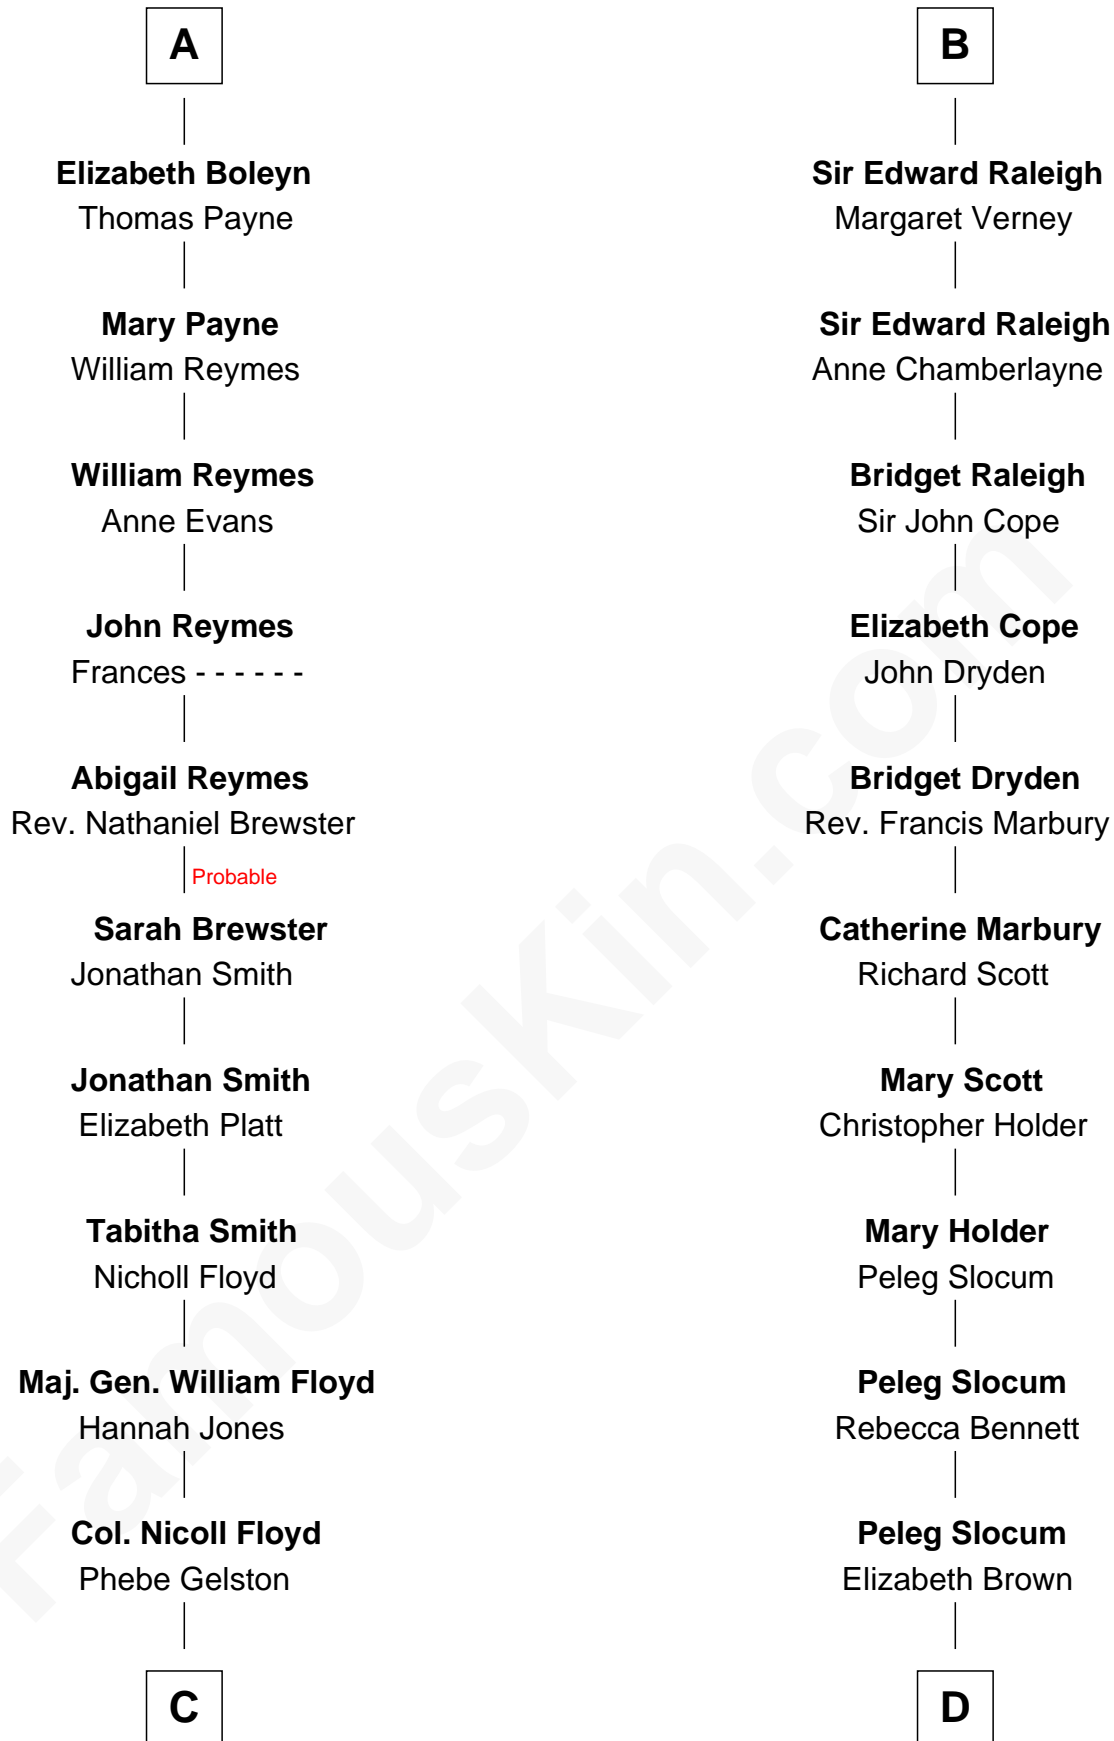 A
Elizabeth Boleyn
Thomas Payne
Mary Payne
William Reymes
William Reymes
Anne Evans
John Reymes
Frances - - - - - -
Abigail Reymes
Rev. Nathaniel Brewster
Probable
Sarah Brewster
Jonathan Smith
Jonathan Smith
Elizabeth Platt
Tabitha Smith
Nicholl Floyd
Maj. Gen. William Floyd
Hannah Jones
Col. Nicoll Floyd
Phebe Gelston
C
B
Sir Edward Raleigh
Margaret Verney
Sir Edward Raleigh
Anne Chamberlayne
Bridget Raleigh
Sir John Cope
Elizabeth Cope
John Dryden
Bridget Dryden
Rev. Francis Marbury
Catherine Marbury
Richard Scott
Mary Scott
Christopher Holder
Mary Holder
Peleg Slocum
Peleg Slocum
Rebecca Bennett
Peleg Slocum
Elizabeth Brown
D
FamousKin.com